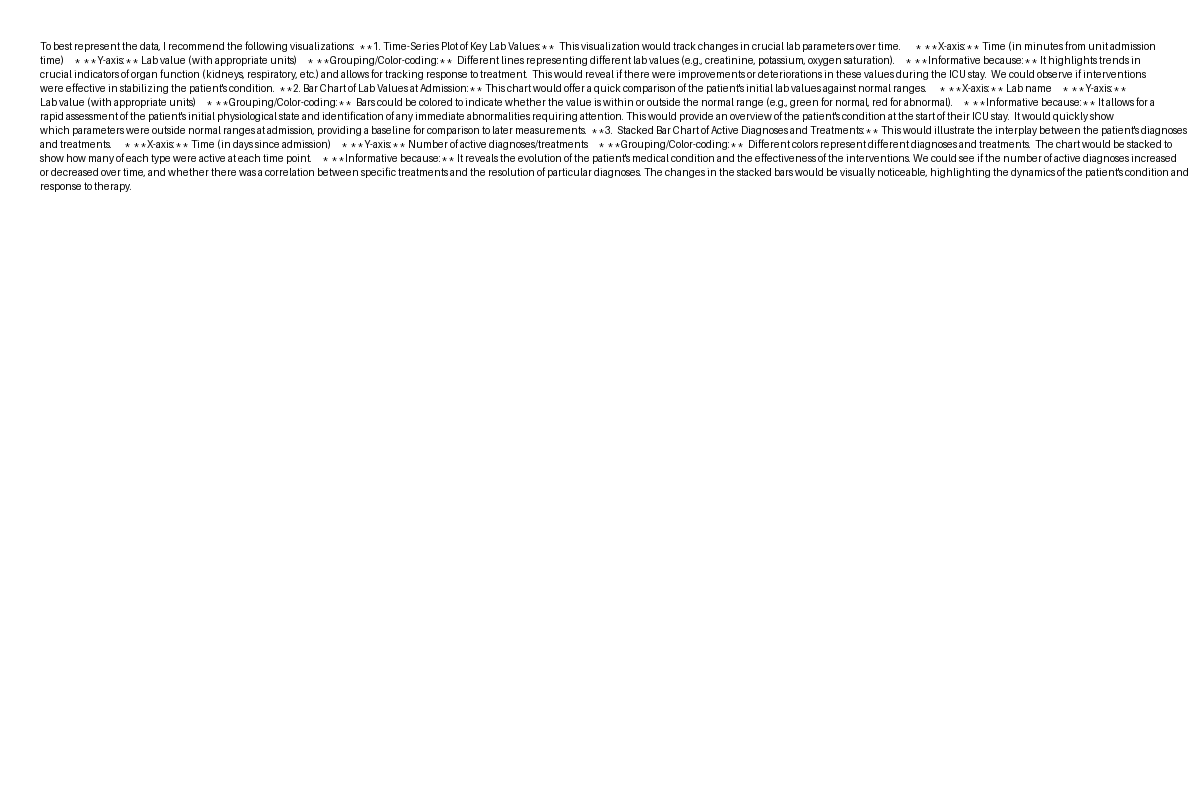 To best represent the data, I recommend the following visualizations:  **1. Time-Series Plot of Key Lab Values:**  This visualization would track changes in crucial lab parameters over time.     * **X-axis:** Time (in minutes from unit admission
time)    * **Y-axis:** Lab value (with appropriate units)    * **Grouping/Color-coding:**  Different lines representing different lab values (e.g., creatinine, potassium, oxygen saturation).    * **Informative because:** It highlights trends in
crucial indicators of organ function (kidneys, respiratory, etc.) and allows for tracking response to treatment.  This would reveal if there were improvements or deteriorations in these values during the ICU stay.  We could observe if interventions
were effective in stabilizing the patient's condition.  **2. Bar Chart of Lab Values at Admission:** This chart would offer a quick comparison of the patient's initial lab values against normal ranges.     * **X-axis:** Lab name    * **Y-axis:**
Lab value (with appropriate units)    * **Grouping/Color-coding:**  Bars could be colored to indicate whether the value is within or outside the normal range (e.g., green for normal, red for abnormal).    * **Informative because:** It allows for a
rapid assessment of the patient's initial physiological state and identification of any immediate abnormalities requiring attention. This would provide an overview of the patient's condition at the start of their ICU stay.  It would quickly show
which parameters were outside normal ranges at admission, providing a baseline for comparison to later measurements.  **3.  Stacked Bar Chart of Active Diagnoses and Treatments:** This would illustrate the interplay between the patient's diagnoses
and treatments.     * **X-axis:** Time (in days since admission)    * **Y-axis:** Number of active diagnoses/treatments    * **Grouping/Color-coding:**  Different colors represent different diagnoses and treatments.  The chart would be stacked to
show how many of each type were active at each time point.    * **Informative because:** It reveals the evolution of the patient's medical condition and the effectiveness of the interventions. We could see if the number of active diagnoses increased
or decreased over time, and whether there was a correlation between specific treatments and the resolution of particular diagnoses. The changes in the stacked bars would be visually noticeable, highlighting the dynamics of the patient's condition and
response to therapy.